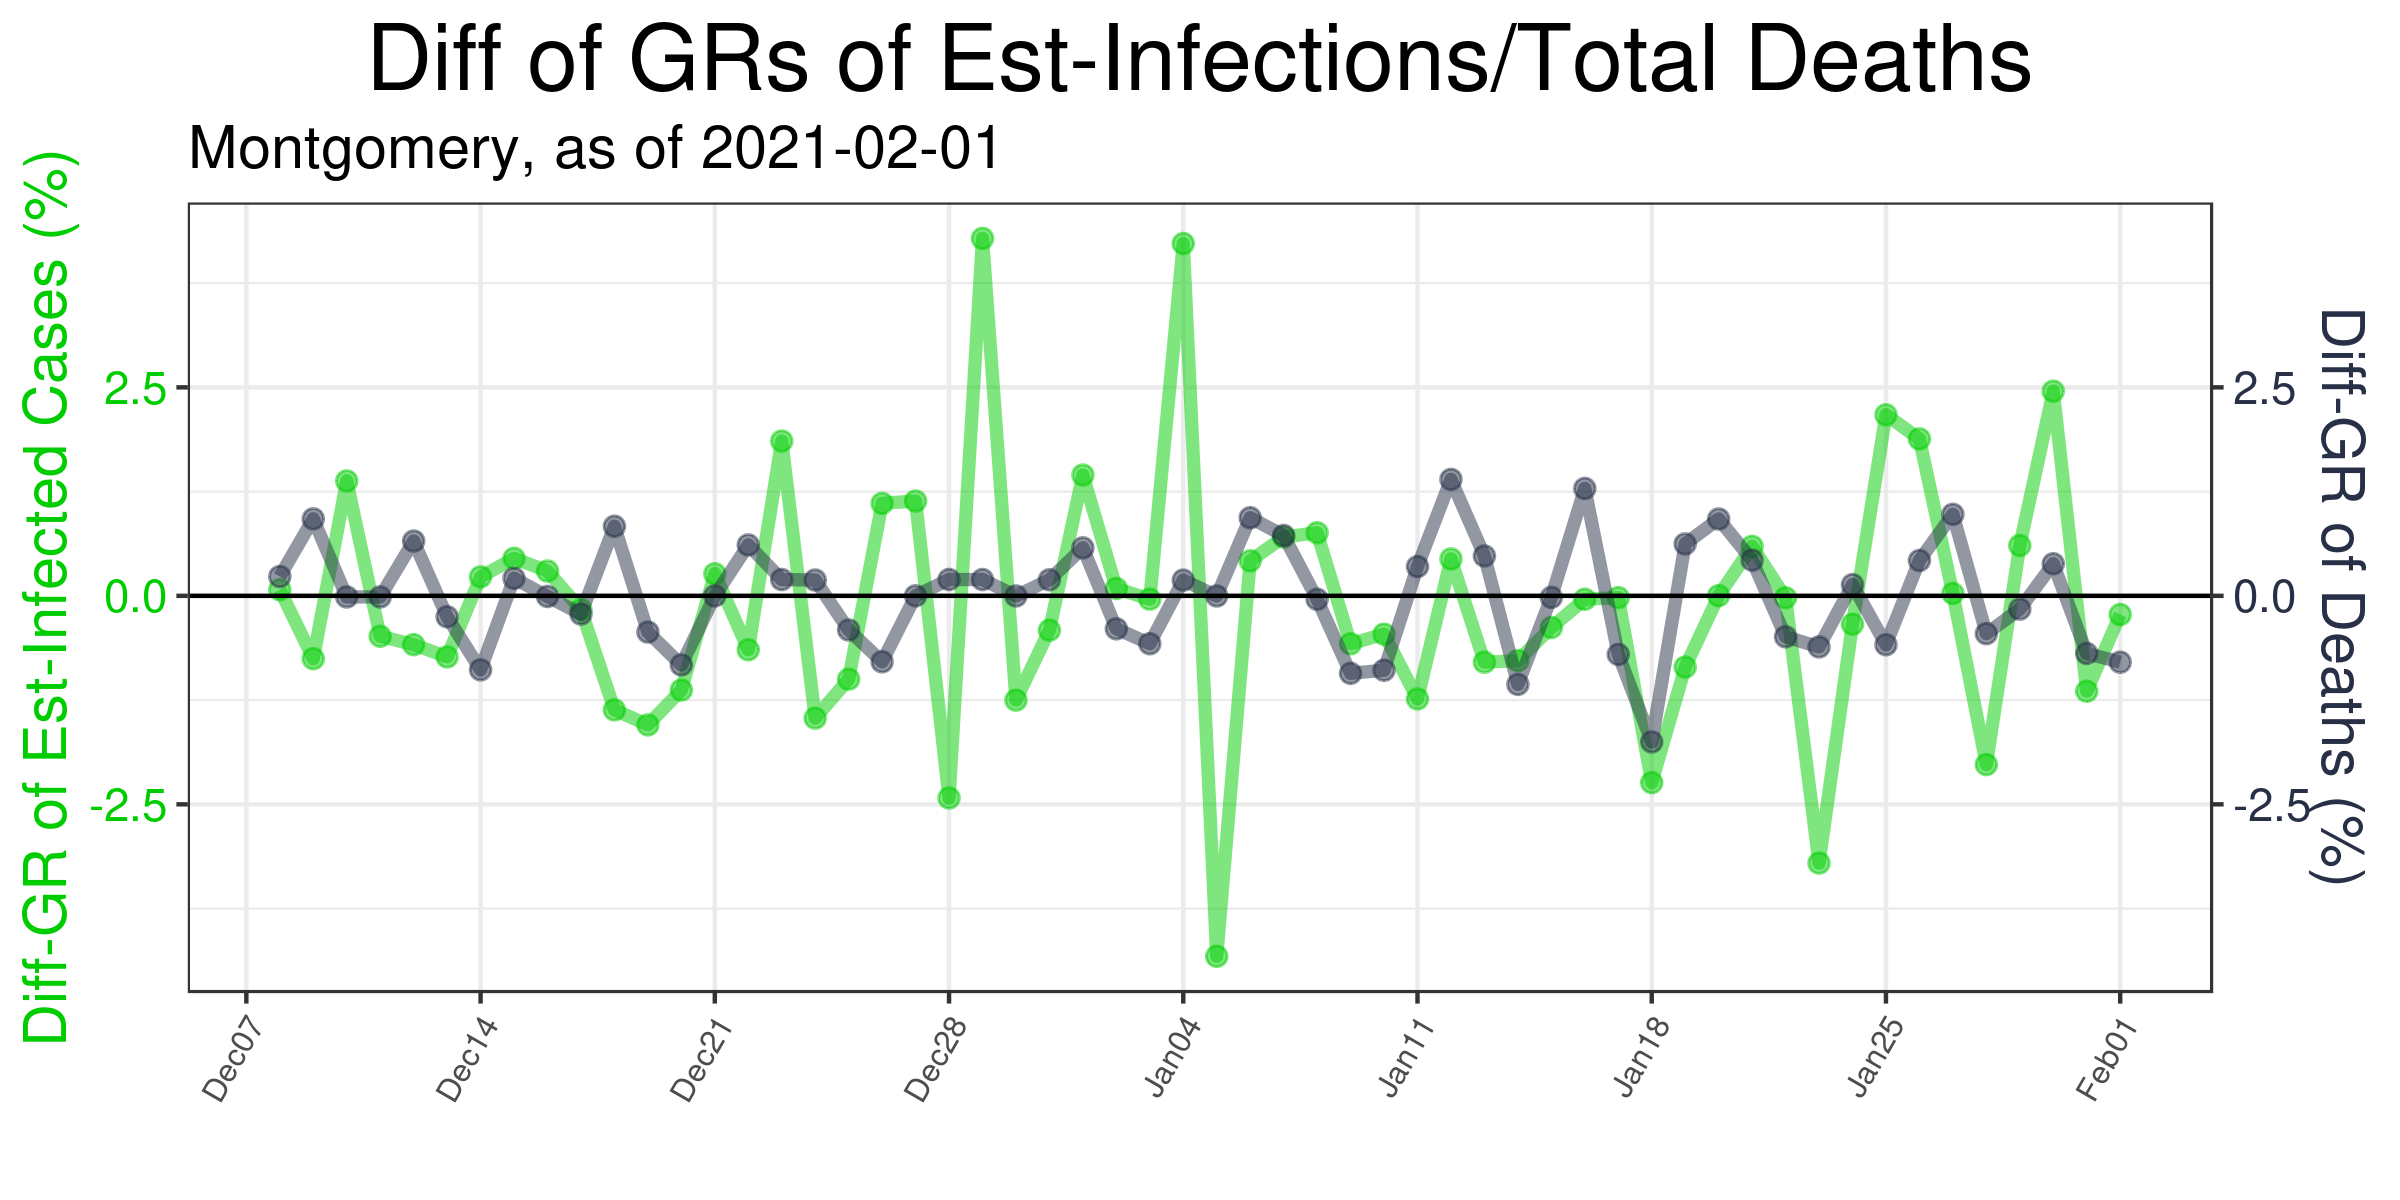 Diff of GRs of Est-Infections/Total Deaths
Montgomery, as of 2021-02-01
Diff-GR of Est-Infected Cases (%)
2.5
0.0
-2.5
2.5
0.0
-2.5
Diff-GR of Deaths (%)
Dec07
Dec14
Dec21
Dec28
Jan04
Jan11
Jan18
Jan25
Feb01